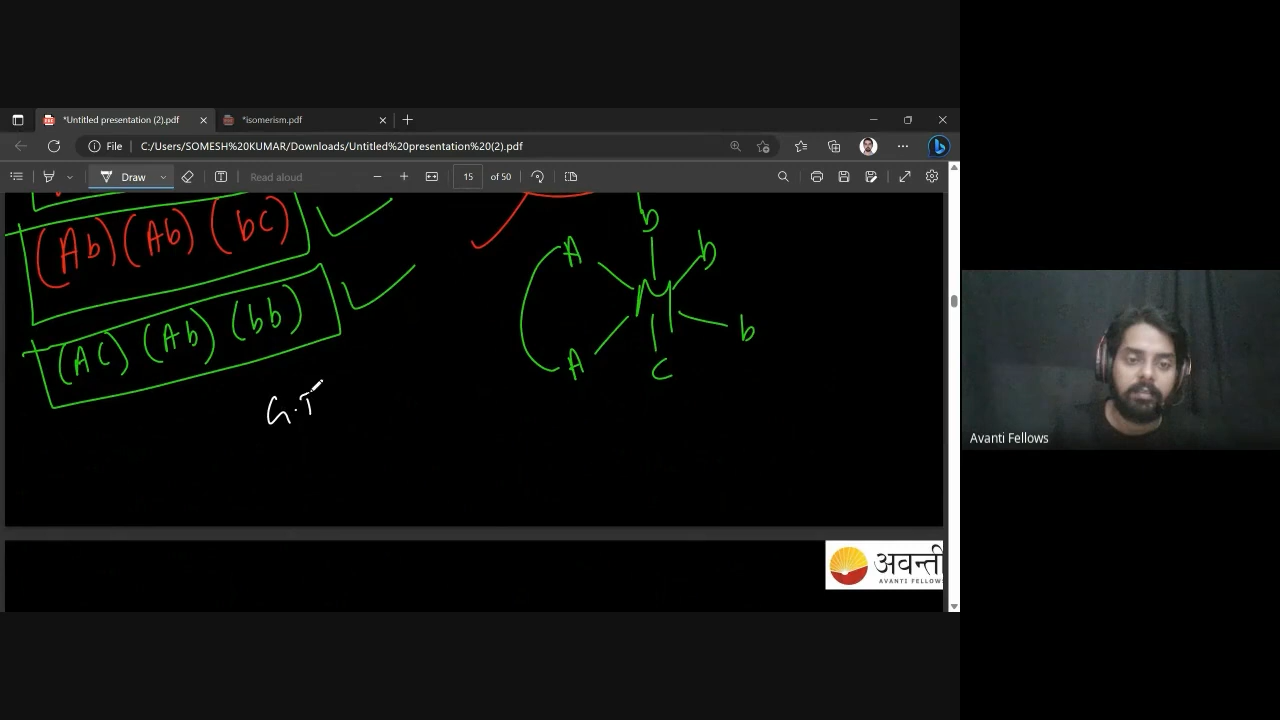 *Untitled presentation (2).pdf
*isomerism.pdf
File C:/Users/SOMESH%20KUMAR/Downloads/Untitled%20presentation%20(2).pdf
Draw Read aloud 15 of 50
(Ab) (Ab) (bc)
(AC) (Ab) (bb)
G.I
b
A b
M
b
A C
Avanti Fellows
अवन्ती
AVANTI FELLOWS